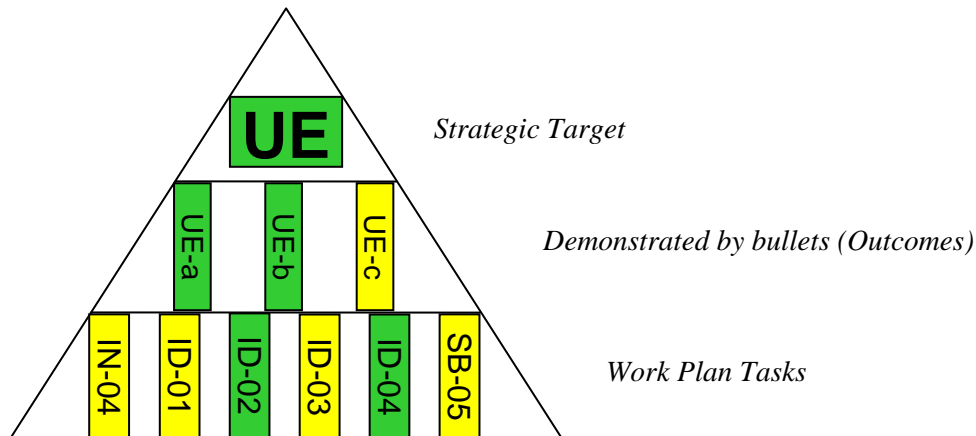 UE
Strategic Target
UE-a
UE-b
UE-c
Demonstrated by bullets (Outcomes)
IN-04
ID-01
ID-02
ID-03
ID-04
SB-05
Work Plan Tasks